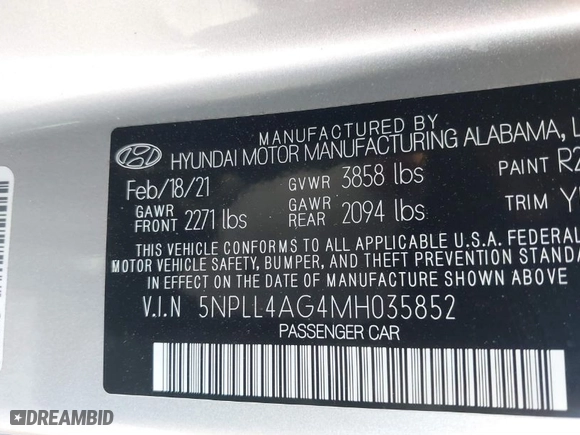 MANUFACTURED BY
HYUNDAI MOTOR MANUFACTURING ALABAMA, L
Feb/18/21 GVWR 3858 lbs PAINT R2
GAWR FRONT 2271 lbs GAWR REAR 2094 lbs TRIM Y
THIS VEHICLE CONFORMS TO ALL APPLICABLE U.S.A. FEDERAL
MOTOR VEHICLE SAFETY, BUMPER, AND THEFT PREVENTION STANDA
IN EFFECT ON THE DATE OF MANUFACTURE SHOWN ABOVE.
V.I.N 5NPLL4AG4MH035852
PASSENGER CAR
DREAMBID